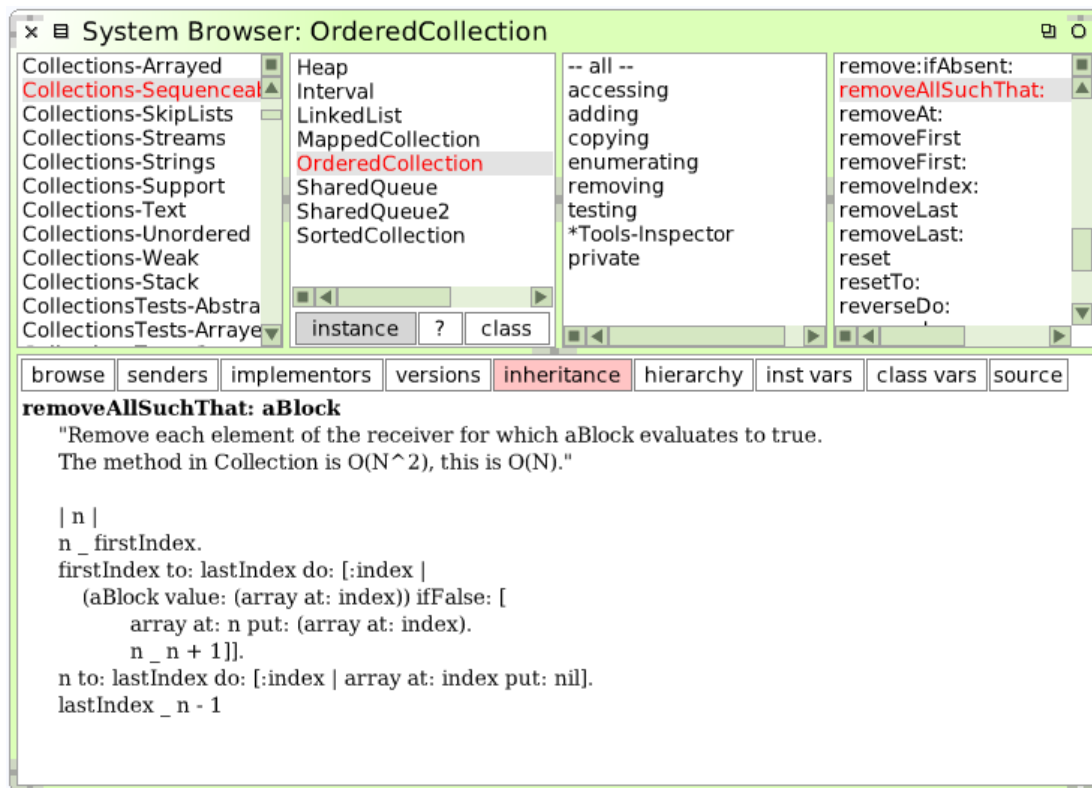 System Browser: OrderedCollection
Collections-Arrayed
Collections-Sequenceab
Collections-SkipLists
Collections-Streams
Collections-Strings
Collections-Support
Collections-Text
Collections-Unordered
Collections-Weak
Collections-Stack
CollectionsTests-Abstra
CollectionsTests-Arraye
Heap
Interval
LinkedList
MappedCollection
OrderedCollection
SharedQueue
SharedQueue2
SortedCollection
instance ? class
-- all --
accessing
adding
copying
enumerating
removing
testing
*Tools-Inspector
private
remove:ifAbsent:
removeAllSuchThat:
removeAt:
removeFirst
removeFirst:
removeIndex:
removeLast
removeLast:
reset
resetTo:
reverseDo:
browse senders implementors versions inheritance hierarchy inst vars class vars source
removeAllSuchThat: aBlock
"Remove each element of the receiver for which aBlock evaluates to true.
The method in Collection is O(N^2), this is O(N)."
| n |
n _ firstIndex.
firstIndex to: lastIndex do: [:index |
(aBlock value: (array at: index)) ifFalse: [
array at: n put: (array at: index).
n _ n + 1]].
n to: lastIndex do: [:index | array at: index put: nil].
lastIndex _ n - 1